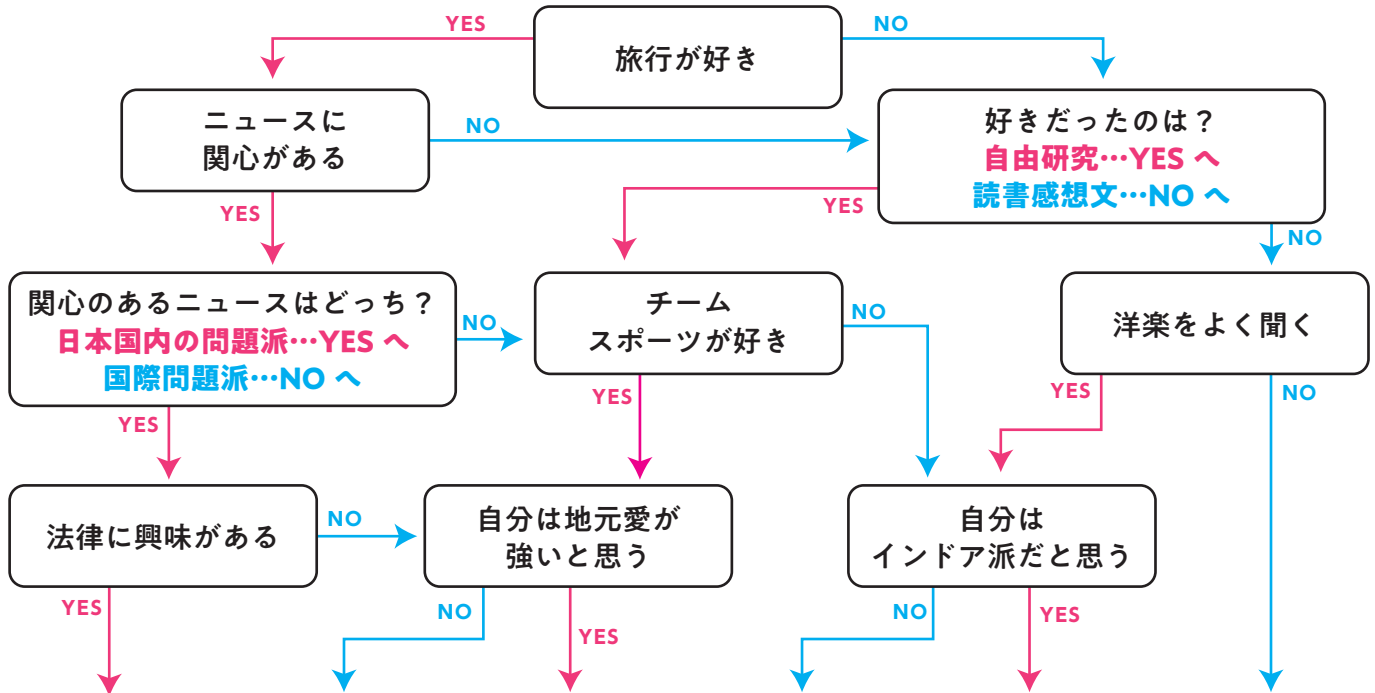 YES
旅行が好き
NO
ニュースに
関心がある
NO
YES
好きだったのは？
自由研究…YES へ
読書感想文…NO へ
YES
NO
関心のあるニュースはどっち？
日本国内の問題派…YES へ
国際問題派…NO へ
NO
YES
チーム
スポーツが好き
NO
YES
洋楽をよく聞く
YES
NO
法律に興味がある
NO
YES
自分は地元愛が
強いと思う
NO
YES
自分は
インドア派だと思う
NO
YES